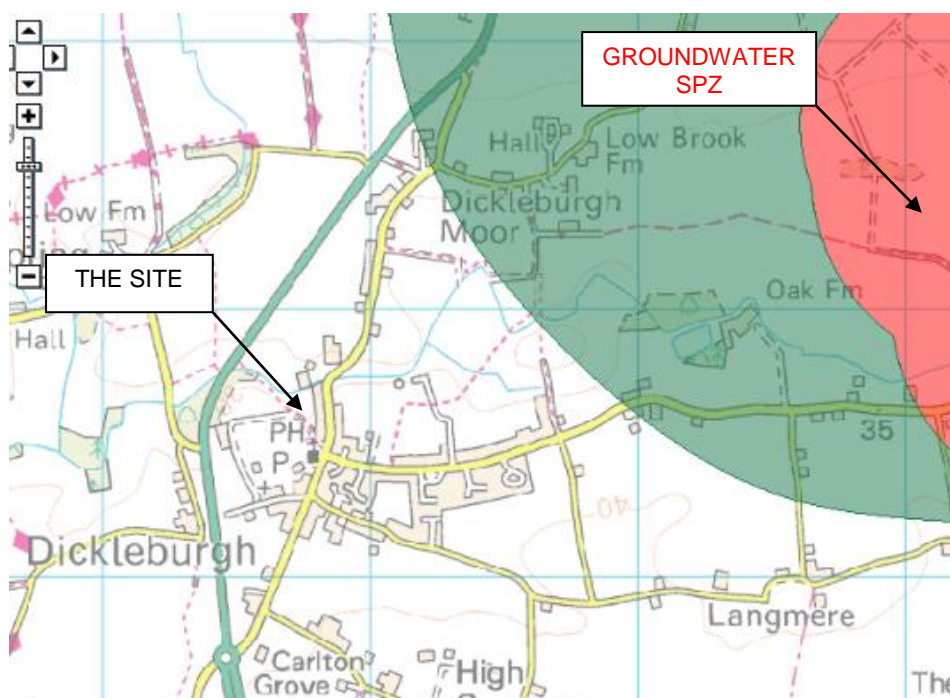 GROUNDWATER
SPZ
Hall
Low Brook
Fm
Dickleburgh
Moor
Low Fm
THE SITE
Oak Fm
Hall
PH
P
35
40
Dickleburgh
Langmere
Carlton
Grove
High
The